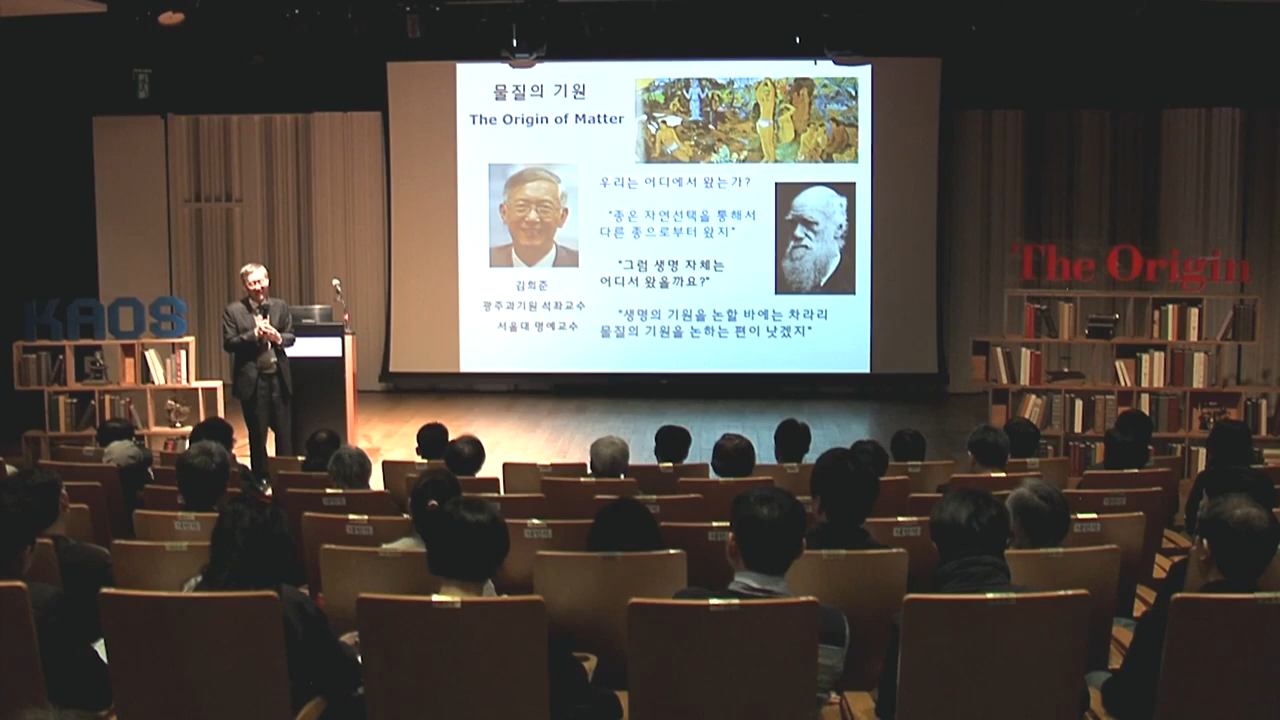 물질의 기원
The Origin of Matter
우리는 어디에서 왔는가?
"종은 자연선택을 통해서
다른 종으로부터 왔지"
"그럼 생명 자체는
어디서 왔을까요?"
"생명의 기원을 논할 바에는 차라리
물질의 기원을 논하는 편이 낫겠지"
김희준
광주과기원 석좌교수
서울대 명예교수
KAOS
The Origin